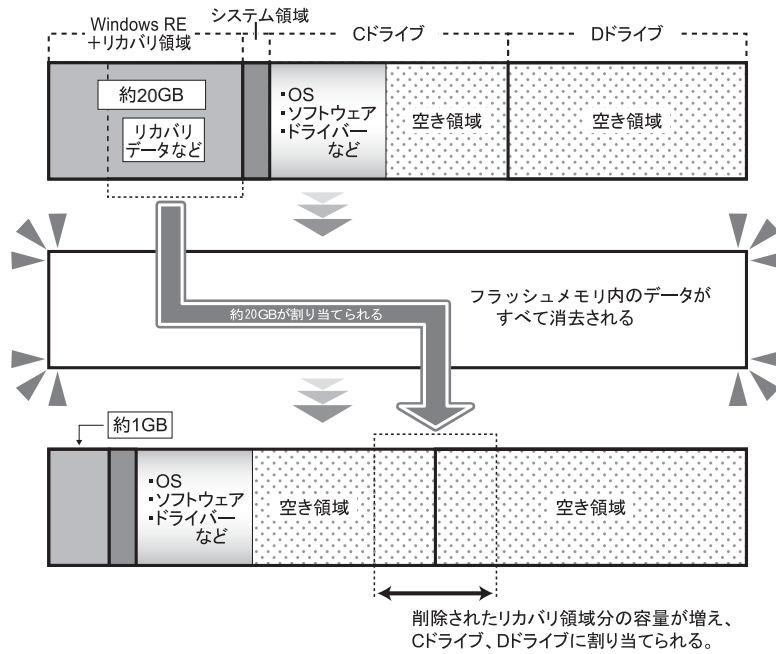 Windows RE
＋リカバリ領域
システム領域
Cドライブ
Dドライブ
約20GB
リカバリ
データなど
・OS
・ソフトウェア
・ドライバー
など
空き領域
空き領域
フラッシュメモリ内のデータが
すべて消去される
約20GBが割り当てられる
約1GB
・OS
・ソフトウェア
・ドライバー
など
空き領域
空き領域
削除されたリカバリ領域分の容量が増え、
Cドライブ、Dドライブに割り当てられる。